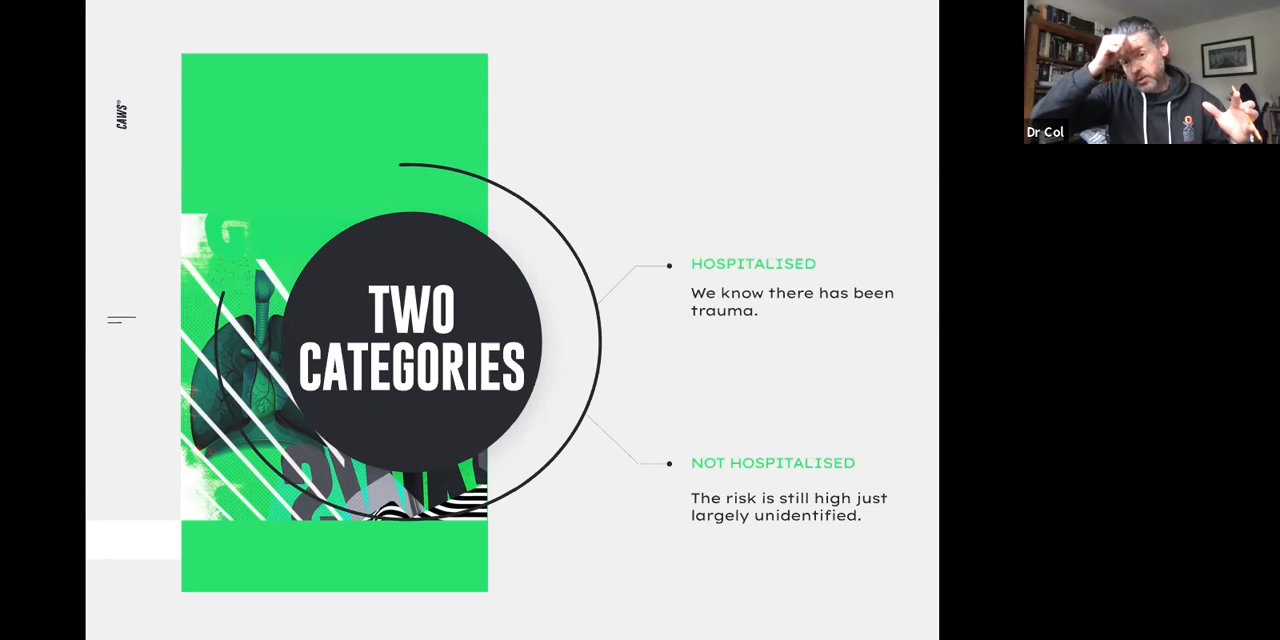 CAWS®
TWO
CATEGORIES
HOSPITALISED
We know there has been
trauma.
NOT HOSPITALISED
The risk is still high just
largely unidentified.
Dr Col